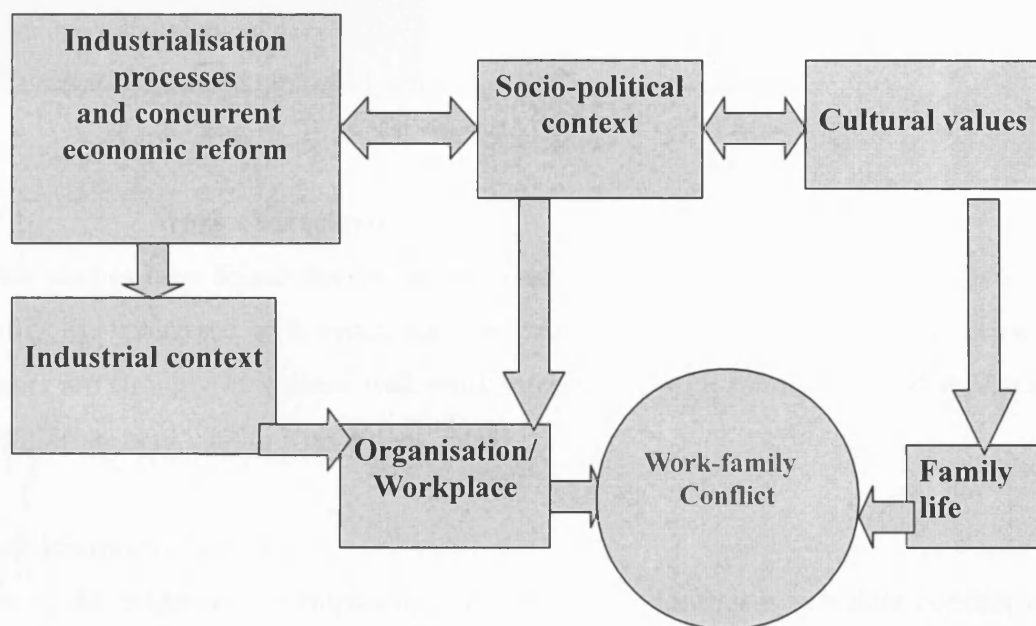 Industrialisation
processes
and concurrent
economic reform
Socio-political
context
Cultural values
Industrial context
Organisation/
Workplace
Work-family
Conflict
Family
life